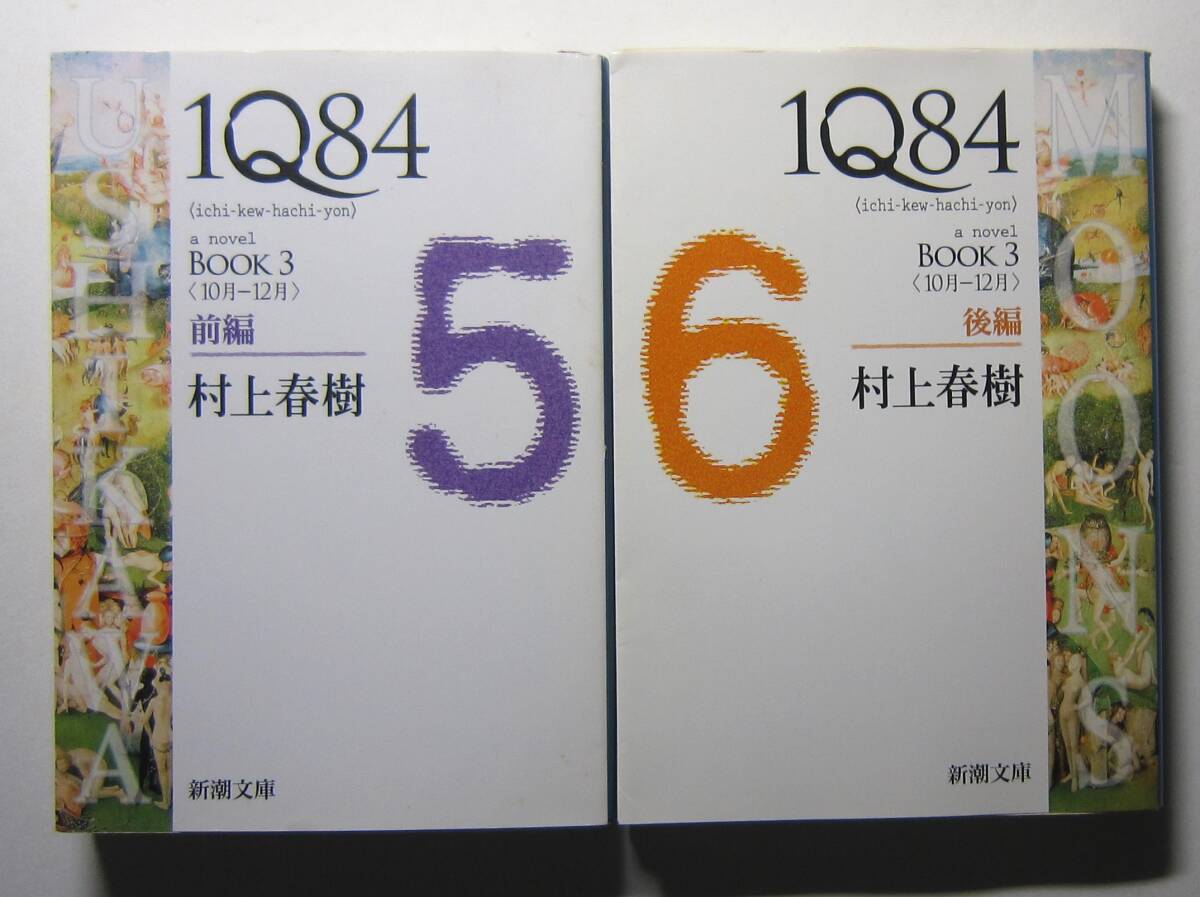 USHIKAWA
1Q84
〈ichi-kew-hachi-yon〉
a novel
BOOK 3
〈10月−12月〉
前編
村上春樹
5
新潮文庫
1Q84
〈ichi-kew-hachi-yon〉
a novel
BOOK 3
〈10月−12月〉
後編
村上春樹
6
新潮文庫
MOONS